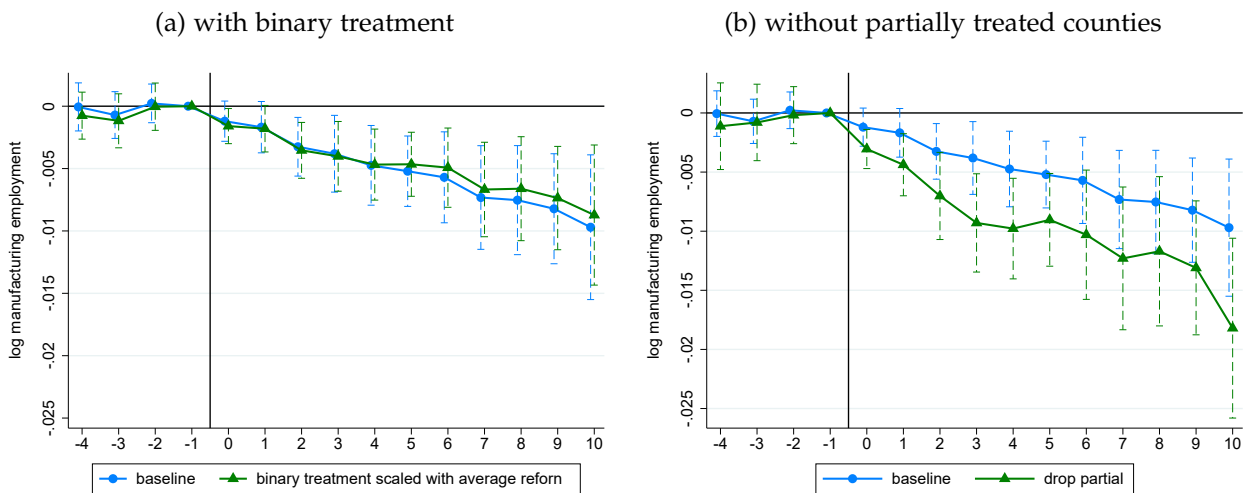 (a) with binary treatment
(b) without partially treated counties
log manufacturing employment
0
-.005
-.01
-.015
-.02
-.025
-4 -3 -2 -1 0 1 2 3 4 5 6 7 8 9 10
baseline binary treatment scaled with average reforn
log manufacturing employment
0
-.005
-.01
-.015
-.02
-.025
-4 -3 -2 -1 0 1 2 3 4 5 6 7 8 9 10
baseline drop partial